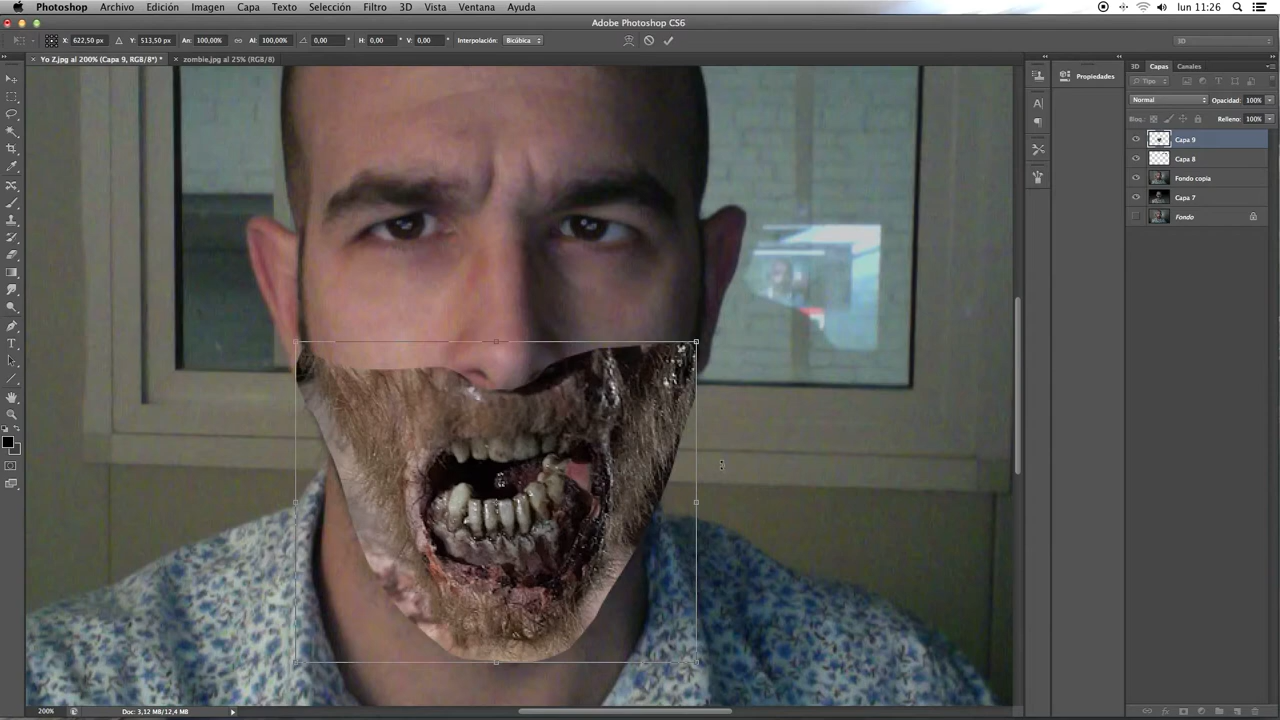 Photoshop Archivo Edición Imagen Capa Texto Selección Filtro 3D Vista Ventana Ayuda lun 11:26
Adobe Photoshop CS6
X: 622,50 px Y: 513,50 px An: 100,00% Al: 100,00% 0,00 ° H: 0,00 ° V: 0,00 ° Interpolación: Bicúbica 3D
× Yo Z.jpg al 200% (Capa 9, RGB/8*) * × zombie.jpg al 25% (RGB/8)
3D Capas Canales
Propiedades
Tipo
Normal Opacidad: 100%
Bloq.: Relleno: 100%
Capa 9
Capa 8
Fondo copia
Capa 7
Fondo
200% Doc: 3,12 MB/12,4 MB